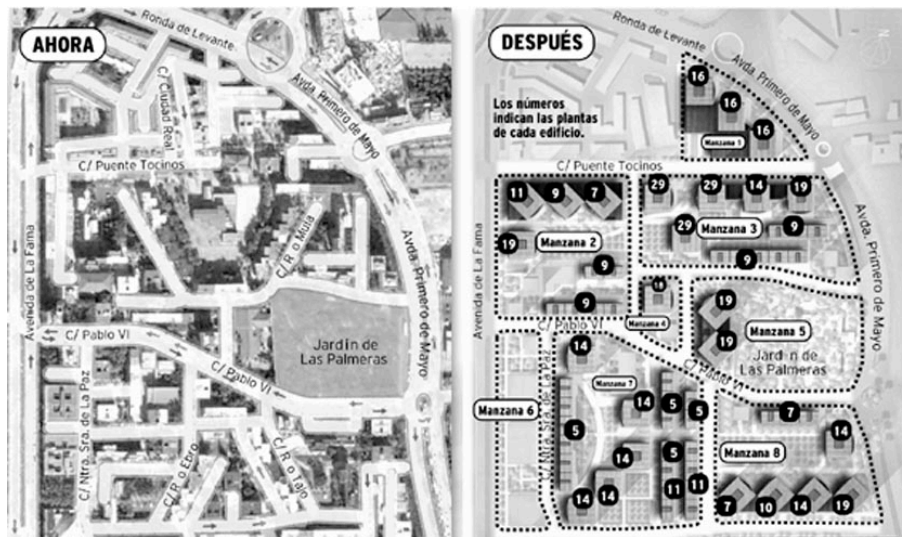 AHORA
Ronda de Levante
Avda. Primero de Mayo
C/ Ciudad Real
C/ Puente Tocinos
Avenida de La Fama
C/ R o Mula
Avda. Primero de Mayo
C/ Pablo VI
Jardín de
Las Palmeras
C/ Pablo VI
C/ Ntra. Sra. de La Paz
C/ R o Ebro
C/ R o Tajo
DESPUÉS
Ronda de Levante
Avda. Primero de Mayo
Los números
indican las plantas
de cada edificio.
16
16
16
Manzana 1
C/ Puente Tocinos
11 9 7
29 29 14 19
Avenida de La Fama
19
Manzana 2
29
Manzana 3
9
9
9
9
Avda. Primero de Mayo
Manzana 4
19
19
Manzana 5
Jardín de
Las Palmeras
C/ Pablo VI
C/ Pablo VI
14
Manzana 7
Manzana 6
C/ Ntra. Sra. de La Paz
14 5 5
7
5
14
5
14
Manzana 8
14 14 11 11
7 10 14 19